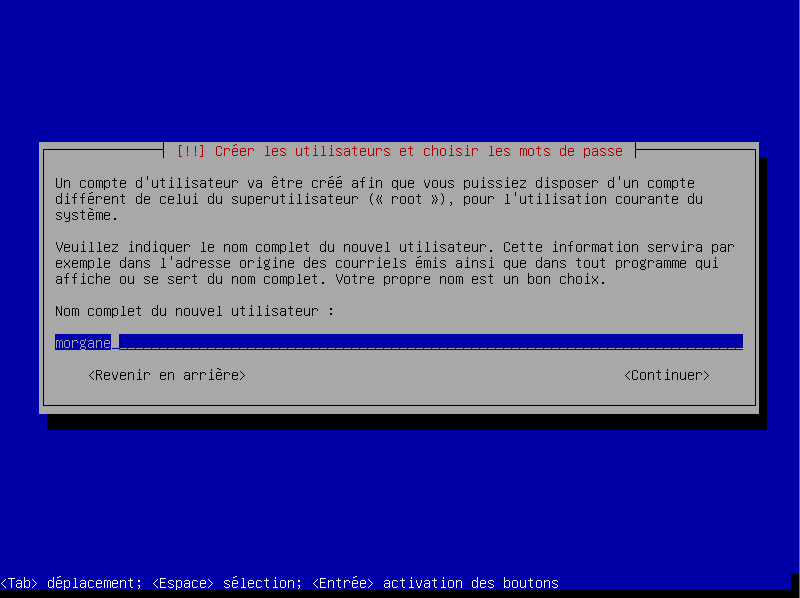 [!!] Créer les utilisateurs et choisir les mots de passe
Un compte d'utilisateur va être créé afin que vous puissiez disposer d'un compte
différent de celui du superutilisateur (« root »), pour l'utilisation courante du
système.
Veuillez indiquer le nom complet du nouvel utilisateur. Cette information servira par
exemple dans l'adresse origine des courriels émis ainsi que dans tout programme qui
affiche ou se sert du nom complet. Votre propre nom est un bon choix.
Nom complet du nouvel utilisateur :
morgane
<Revenir en arrière> <Continuer>
<Tab> déplacement; <Espace> sélection; <Entrée> activation des boutons